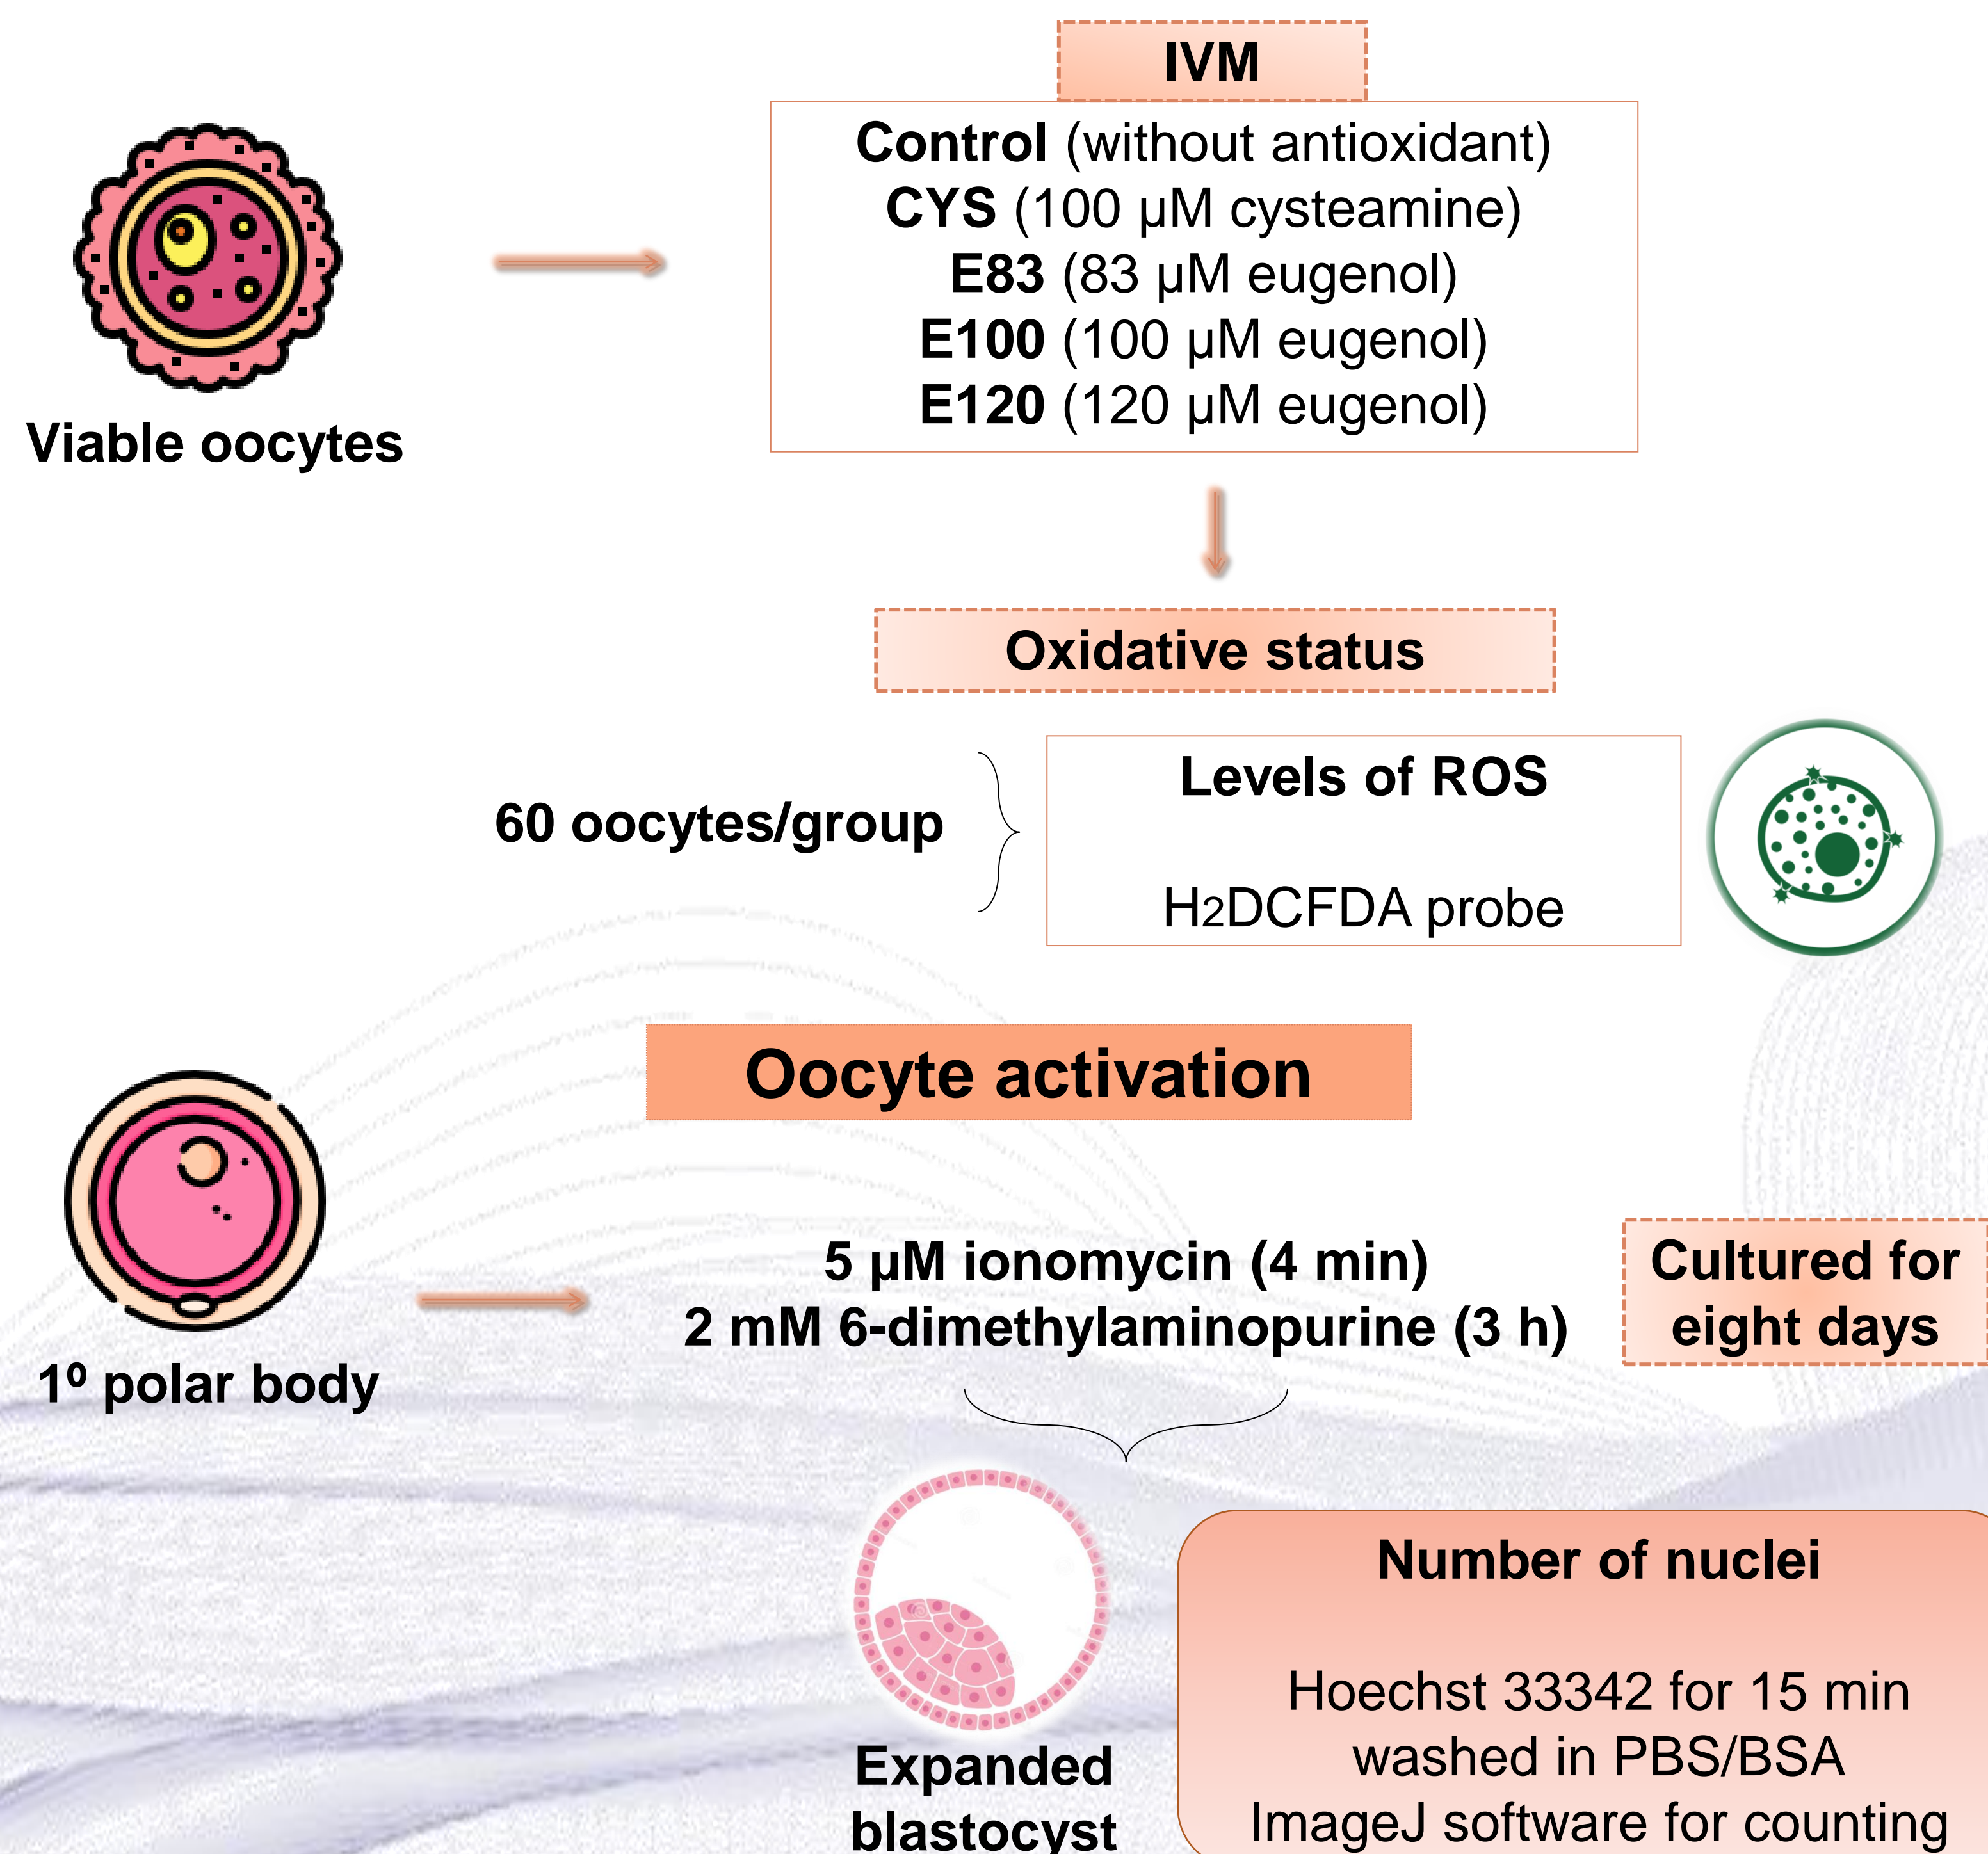 IVM
Control (without antioxidant)
CYS (100 µM cysteamine)
E83 (83 µM eugenol)
E100 (100 µM eugenol)
E120 (120 µM eugenol)
Viable oocytes
Oxidative status
60 oocytes/group
Levels of ROS
H2DCFDA probe
Oocyte activation
1º polar body
5 µM ionomycin (4 min)
2 mM 6-dimethylaminopurine (3 h)
Cultured for
eight days
Expanded
blastocyst
Number of nuclei
Hoechst 33342 for 15 min
washed in PBS/BSA
ImageJ software for counting